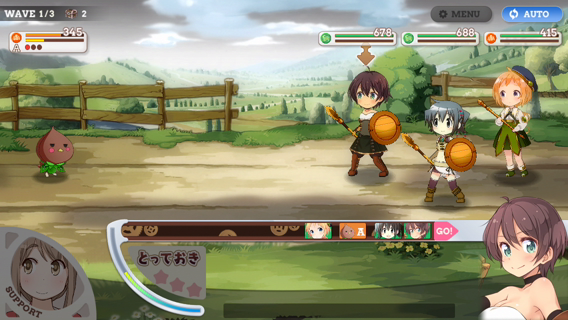 WAVE 1/3
2
MENU
AUTO
345
A
678
688
415
A
GO!
とっておき
SUPPORT